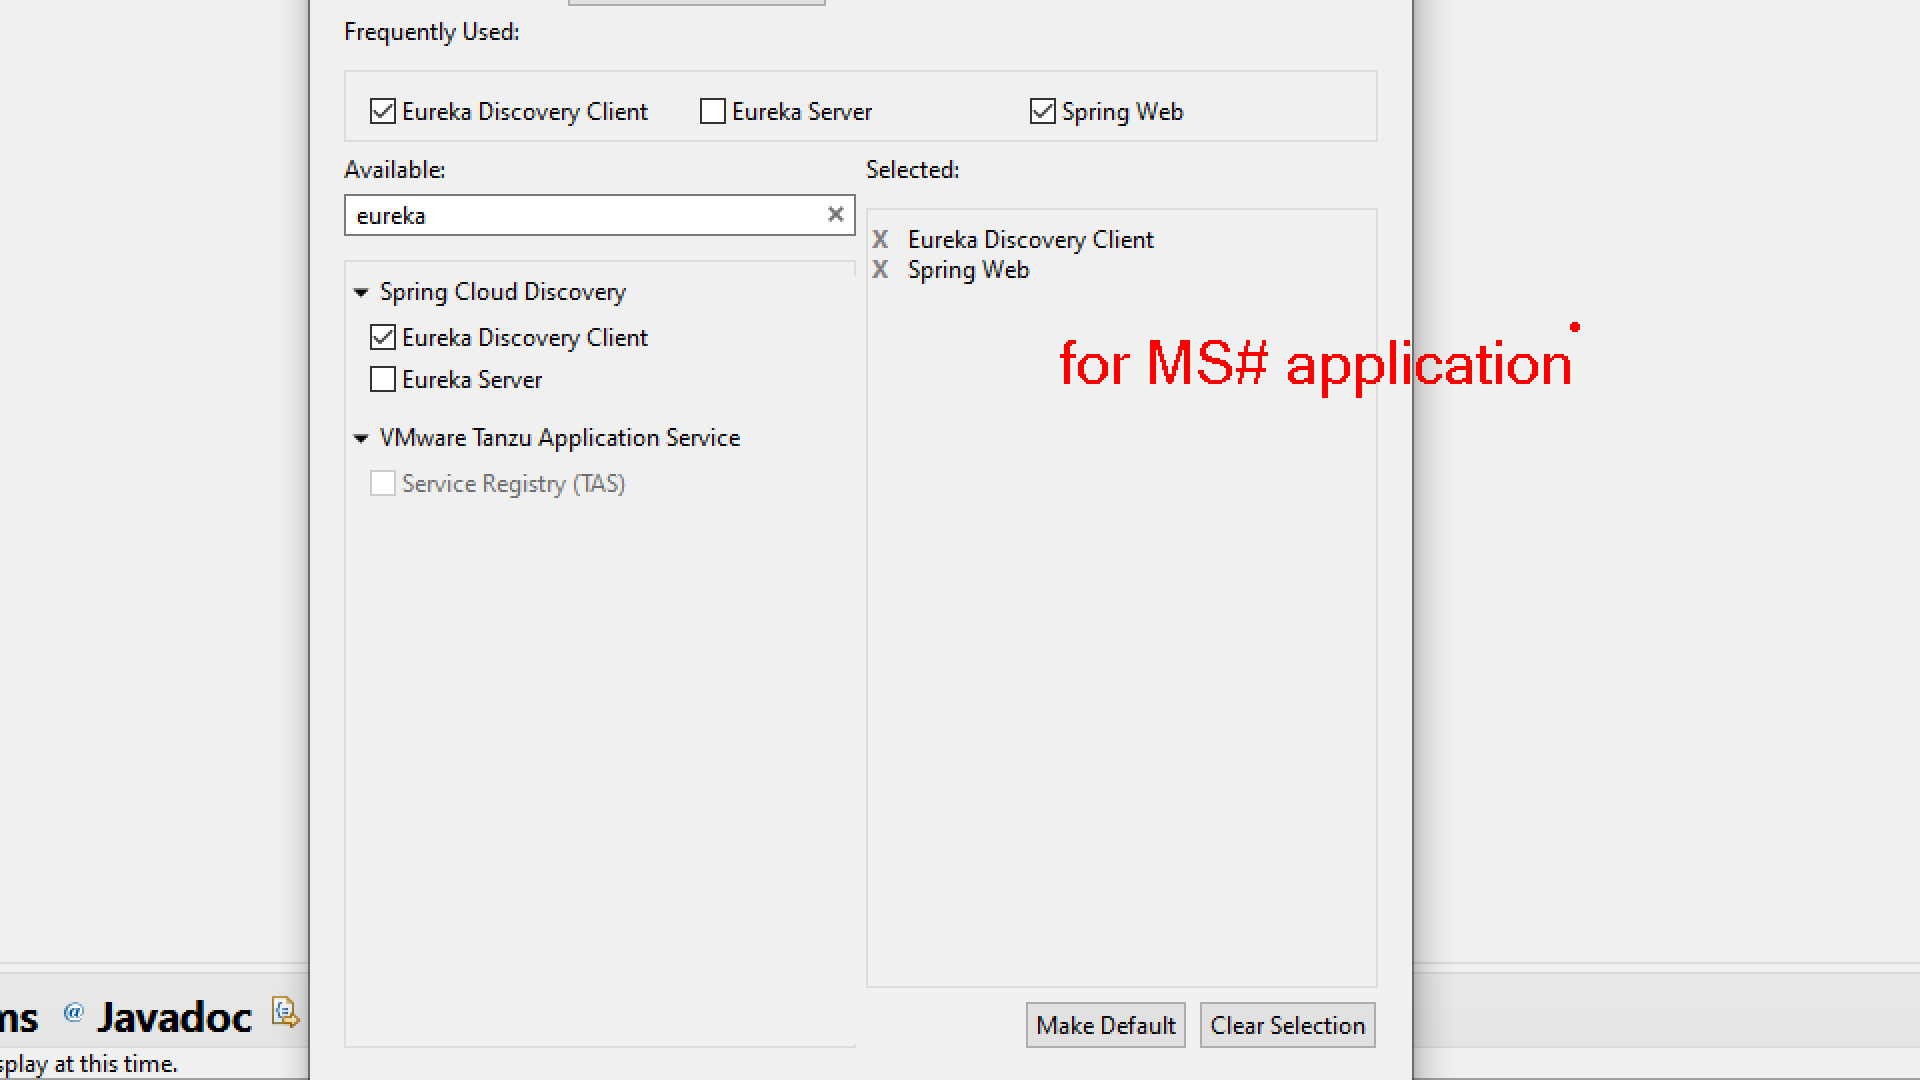 Frequently Used:
Eureka Discovery Client Eureka Server Spring Web
Available: Selected:
eureka
Eureka Discovery Client
Spring Web
Spring Cloud Discovery
Eureka Discovery Client
Eureka Server
for MS# application
VMware Tanzu Application Service
Service Registry (TAS)
Make Default Clear Selection
ms @ Javadoc
splay at this time.